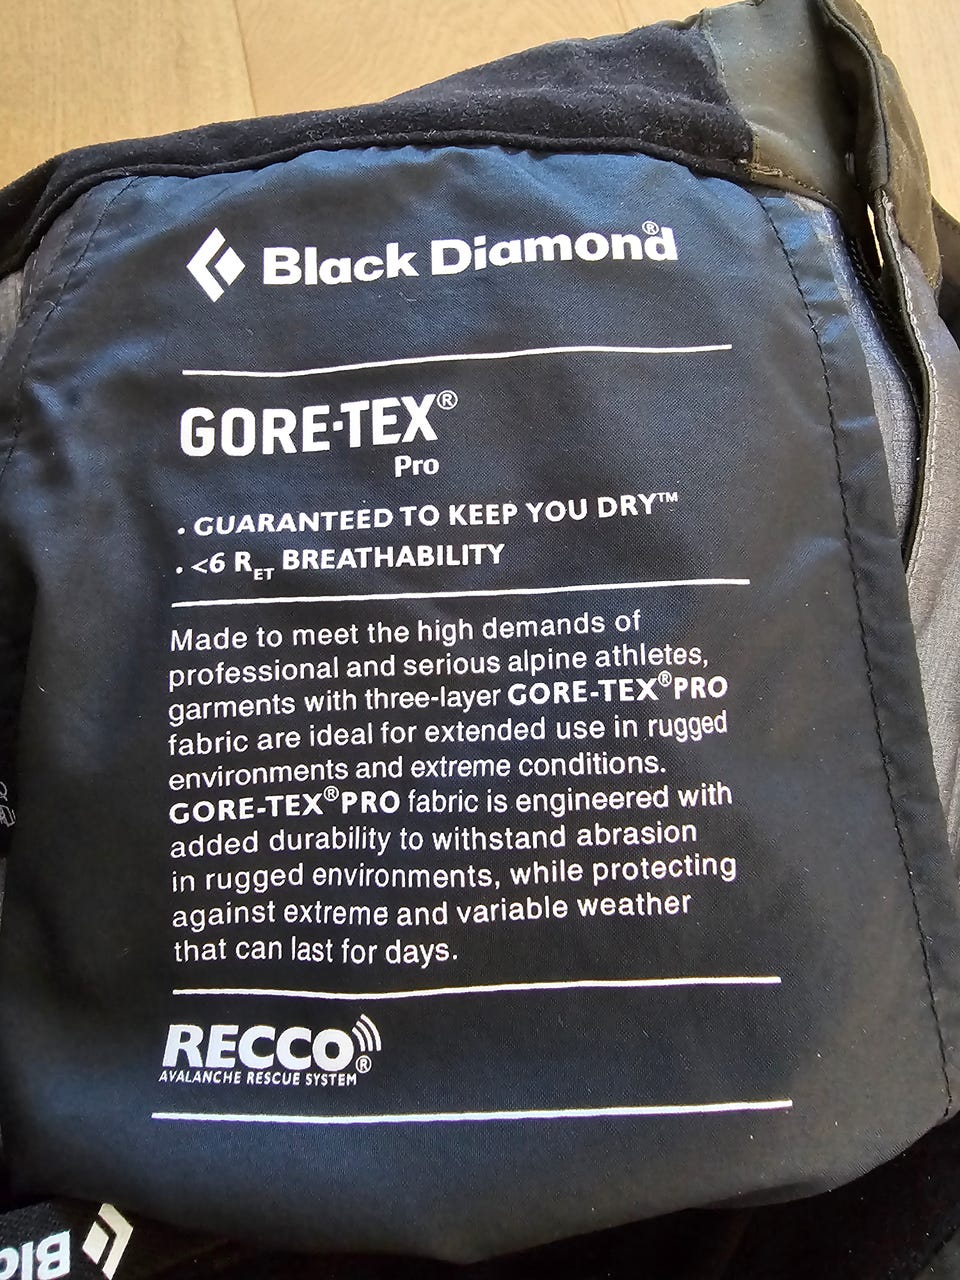 Black Diamond®
GORE-TEX®
Pro
• GUARANTEED TO KEEP YOU DRY™
• <6 RET BREATHABILITY
Made to meet the high demands of
professional and serious alpine athletes,
garments with three-layer GORE-TEX®PRO
fabric are ideal for extended use in rugged
environments and extreme conditions.
GORE-TEX®PRO fabric is engineered with
added durability to withstand abrasion
in rugged environments, while protecting
against extreme and variable weather
that can last for days.
RECCO®
AVALANCHE RESCUE SYSTEM